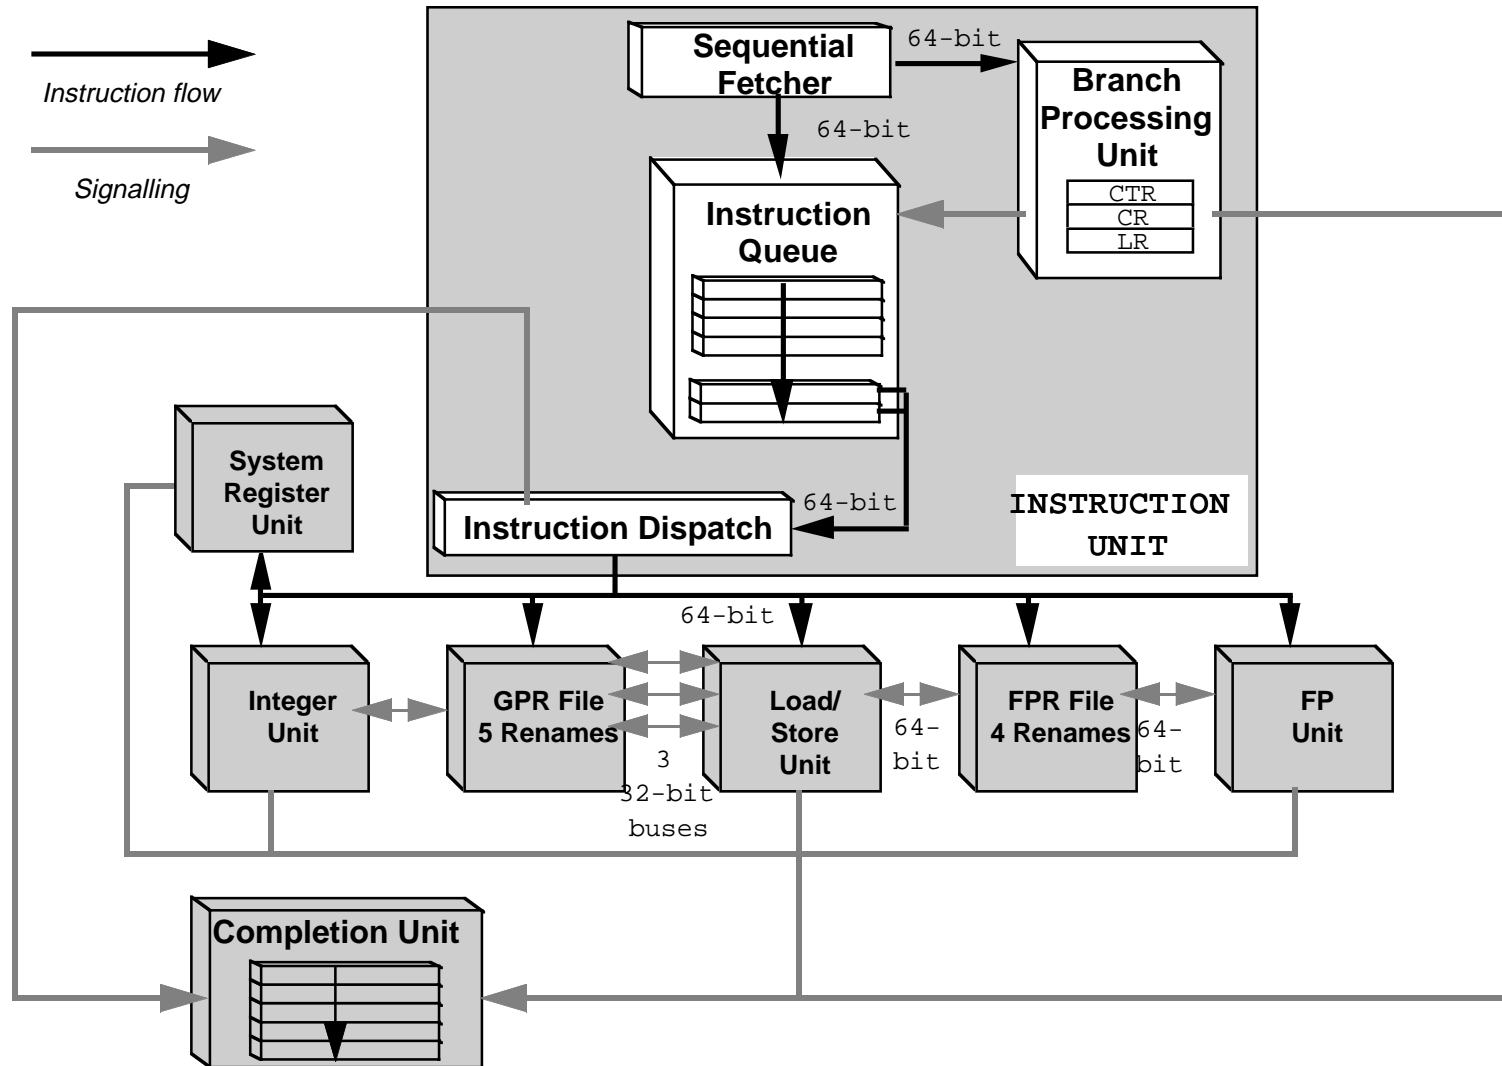 Instruction flow
Signalling
Sequential
Fetcher
64-bit
64-bit
Branch
Processing
Unit
CTR
CR
LR
Instruction
Queue
System
Register
Unit
64-bit
Instruction Dispatch
INSTRUCTION
UNIT
64-bit
Integer
Unit
GPR File
5 Renames
3
32-bit
buses
Load/
Store
Unit
64-
bit
FPR File
4 Renames
64-
bit
FP
Unit
Completion Unit